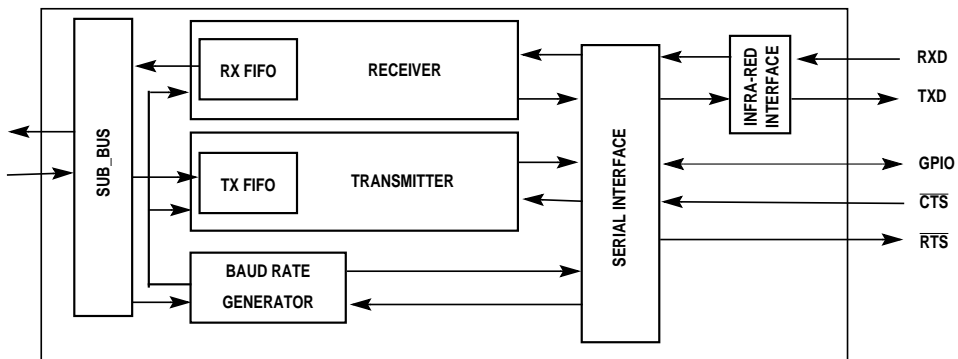 RX FIFO
RECEIVER
SUB_BUS
TX FIFO
TRANSMITTER
BAUD RATE
GENERATOR
SERIAL INTERFACE
INFRA-RED
INTERFACE
RXD
TXD
GPIO
CTS
RTS